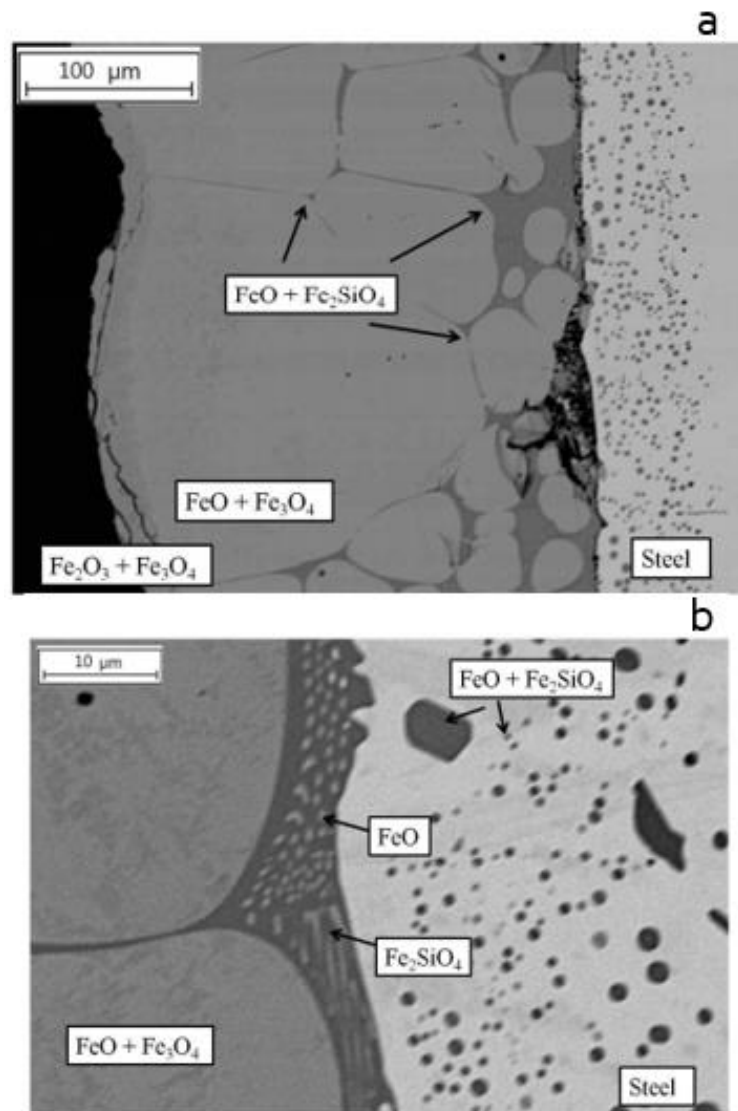 a
100 µm
FeO + Fe₂SiO₄
FeO + Fe₃O₄
Fe₂O₃ + Fe₃O₄
Steel
b
10 µm
FeO + Fe₂SiO₄
FeO
Fe₂SiO₄
FeO + Fe₃O₄
Steel